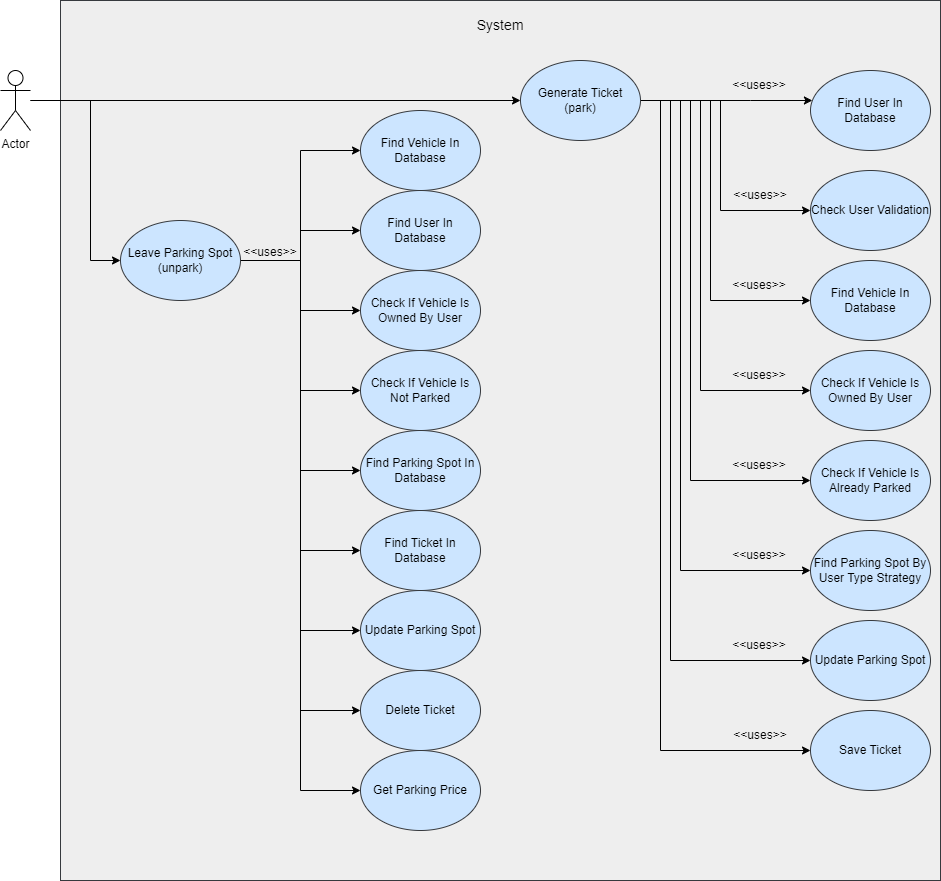 System
Actor
Generate Ticket
(park)
<<uses>>
Find User In
Database
Find Vehicle In
Database
<<uses>>
Check User Validation
Find User In
Database
Leave Parking Spot
(unpark)
<<uses>>
<<uses>>
Find Vehicle In
Database
Check If Vehicle Is
Owned By User
<<uses>>
Check If Vehicle Is
Owned By User
Check If Vehicle Is
Not Parked
<<uses>>
Check If Vehicle Is
Already Parked
Find Parking Spot In
Database
<<uses>>
Find Parking Spot By
User Type Strategy
Find Ticket In
Database
<<uses>>
Update Parking Spot
Update Parking Spot
<<uses>>
Save Ticket
Delete Ticket
Get Parking Price